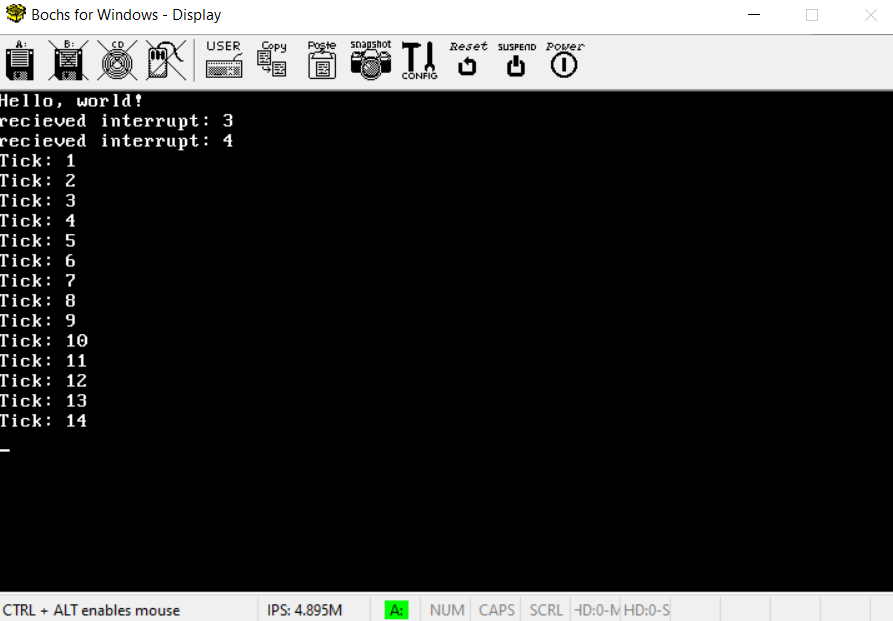 Bochs for Windows - Display
A: B: CD USER Copy Paste snapshot CONFIG Reset SUSPEND Power
Hello, world!
recieved interrupt: 3
recieved interrupt: 4
Tick: 1
Tick: 2
Tick: 3
Tick: 4
Tick: 5
Tick: 6
Tick: 7
Tick: 8
Tick: 9
Tick: 10
Tick: 11
Tick: 12
Tick: 13
Tick: 14
_
CTRL + ALT enables mouse IPS: 4.895M A: NUM CAPS SCRL HD:0-M HD:0-S